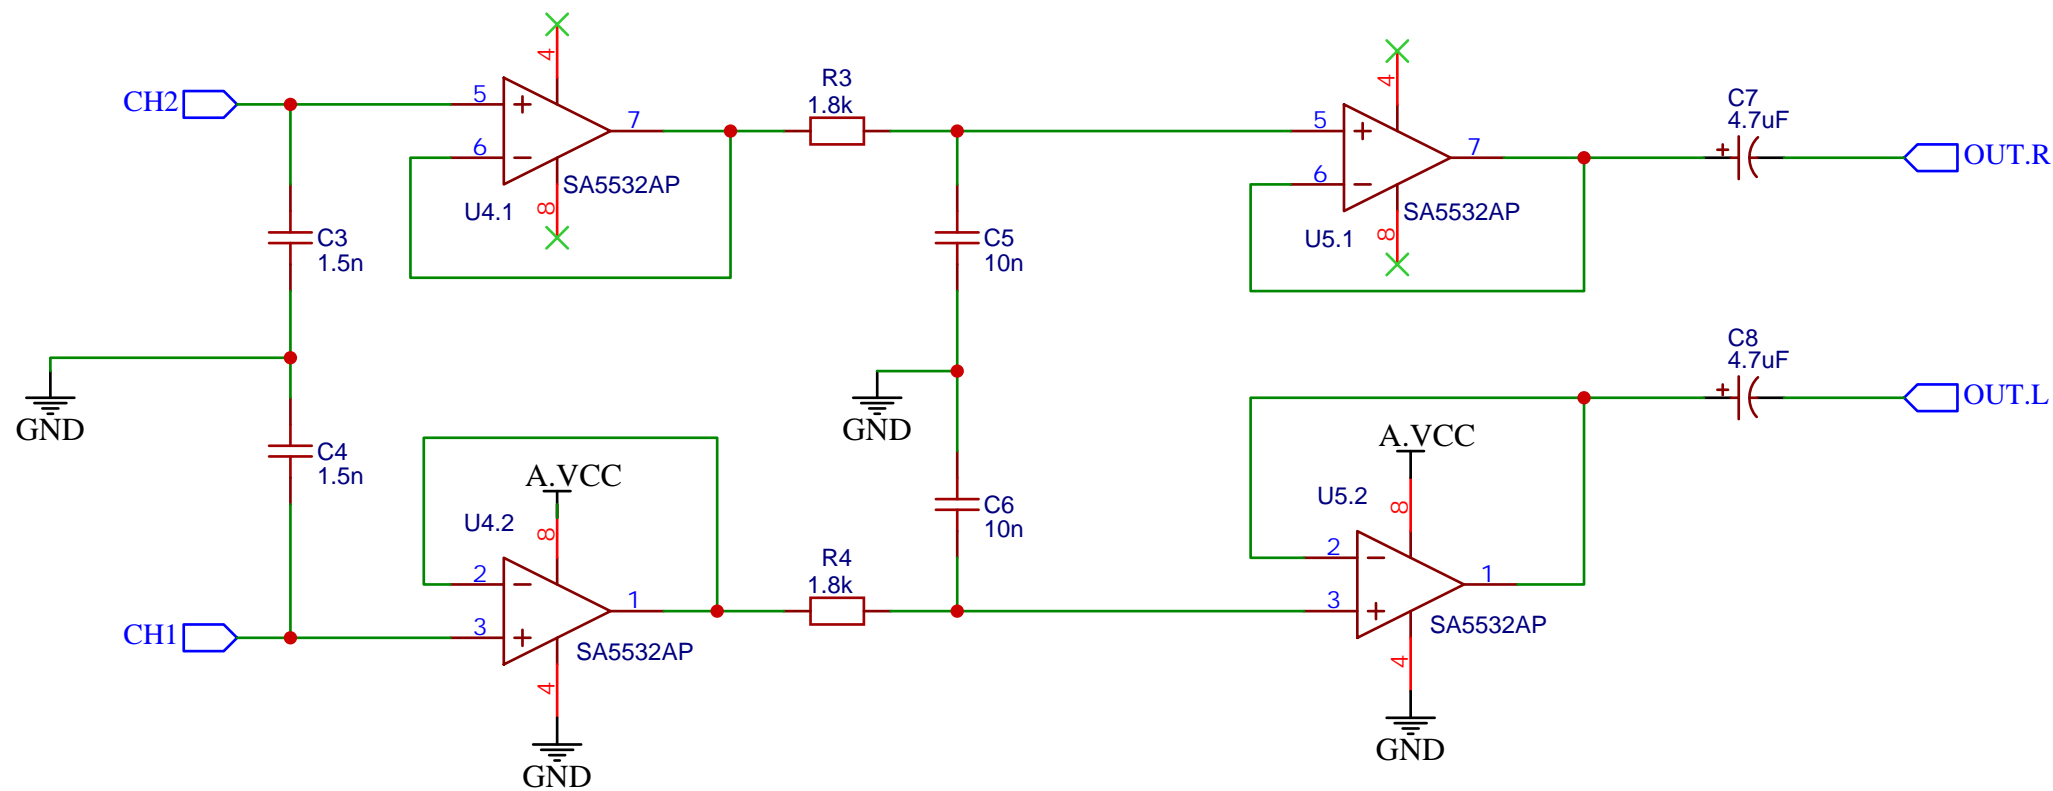 CH2
5
6
4
8
7
SA5532AP
U4.1
R3
1.8k
C3
1.5n
C5
10n
5
6
4
8
7
SA5532AP
U5.1
C7
4.7uF
OUT.R
GND
GND
C4
1.5n
C6
10n
C8
4.7uF
OUT.L
A.VCC
U4.2
8
2
3
1
4
SA5532AP
GND
CH1
R4
1.8k
A.VCC
U5.2
8
2
3
1
4
SA5532AP
GND